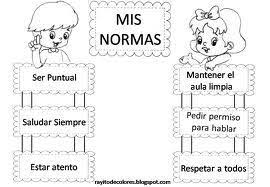 MIS
NORMAS
Ser Puntual
Saludar Siempre
Estar atento
Mantener el
aula limpia
Pedir permiso
para hablar
Respetar a todos
rayitodecolores.blogspot.com